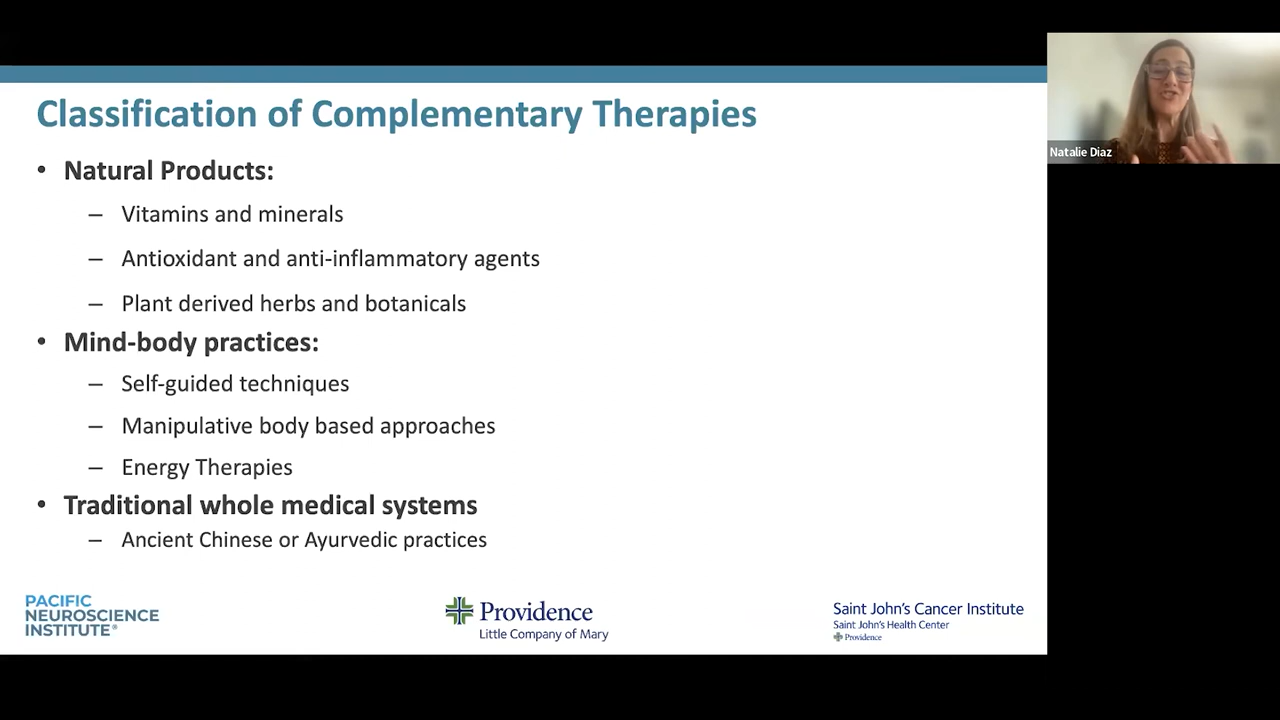 Classification of Complementary Therapies
• Natural Products:
– Vitamins and minerals
– Antioxidant and anti-inflammatory agents
– Plant derived herbs and botanicals
• Mind-body practices:
– Self-guided techniques
– Manipulative body based approaches
– Energy Therapies
• Traditional whole medical systems
– Ancient Chinese or Ayurvedic practices
PACIFIC
NEUROSCIENCE
INSTITUTE®
Providence
Little Company of Mary
Saint John's Cancer Institute
Saint John's Health Center
Providence
Natalie Diaz